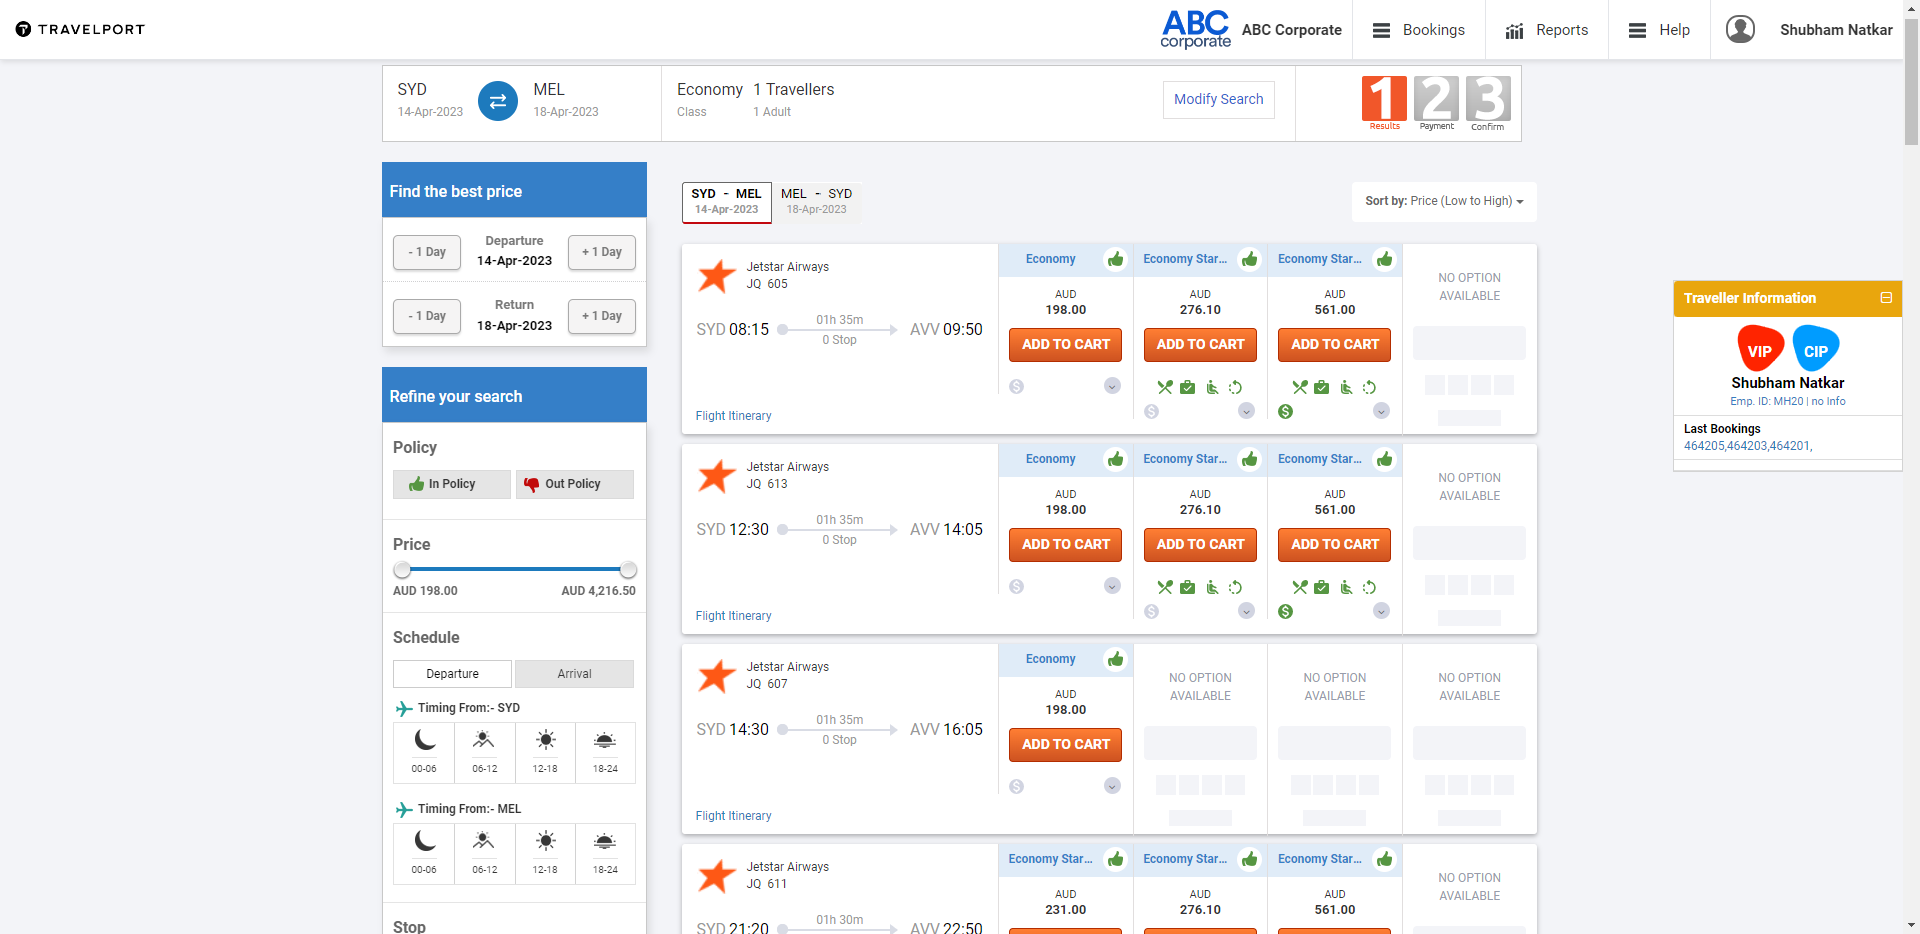 TRAVELPORT
ABC corporate
ABC Corporate
Bookings
Reports
Help
Shubham Natkar
SYD
14-Apr-2023
MEL
18-Apr-2023
Economy
Class
1 Travellers
1 Adult
Modify Search
1 Results
2 Payment
3 Confirm
Find the best price
- 1 Day
Departure
14-Apr-2023
+ 1 Day
- 1 Day
Return
18-Apr-2023
+ 1 Day
Refine your search
Policy
In Policy
Out Policy
Price
AUD 198.00
AUD 4,216.50
Schedule
Departure
Arrival
Timing From:- SYD
00-06
06-12
12-18
18-24
Timing From:- MEL
00-06
06-12
12-18
18-24
Stop
SYD - MEL
14-Apr-2023
MEL - SYD
18-Apr-2023
Sort by: Price (Low to High)
Jetstar Airways
JQ 605
SYD 08:15
01h 35m
0 Stop
AVV 09:50
Flight Itinerary
Economy
AUD
198.00
ADD TO CART
Economy Star...
AUD
276.10
ADD TO CART
Economy Star...
AUD
561.00
ADD TO CART
NO OPTION
AVAILABLE
Jetstar Airways
JQ 613
SYD 12:30
01h 35m
0 Stop
AVV 14:05
Flight Itinerary
Economy
AUD
198.00
ADD TO CART
Economy Star...
AUD
276.10
ADD TO CART
Economy Star...
AUD
561.00
ADD TO CART
NO OPTION
AVAILABLE
Jetstar Airways
JQ 607
SYD 14:30
01h 35m
0 Stop
AVV 16:05
Flight Itinerary
Economy
AUD
198.00
ADD TO CART
NO OPTION
AVAILABLE
NO OPTION
AVAILABLE
NO OPTION
AVAILABLE
Jetstar Airways
JQ 611
SYD 21:20
01h 30m
AVV 22:50
Economy Star...
AUD
231.00
Economy Star...
AUD
276.10
Economy Star...
AUD
561.00
NO OPTION
AVAILABLE
Traveller Information
VIP
CIP
Shubham Natkar
Emp. ID: MH20 | no Info
Last Bookings
464205,464203,464201,